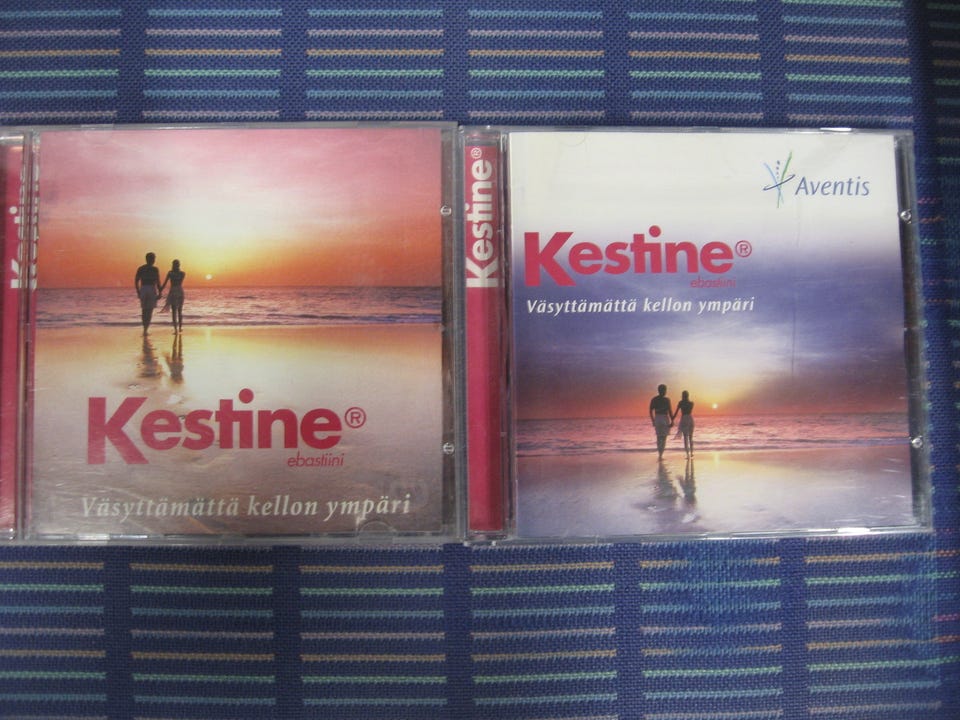 Kestine
Kestine®
ebastiini
Väsyttämättä kellon ympäri
Kestine®
Aventis
Kestine®
ebastiini
Väsyttämättä kellon ympäri